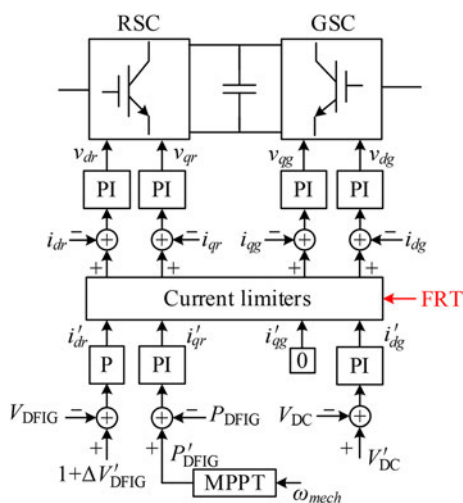 RSC GSC
v_dr v_qr v_qg v_dg
PI PI PI PI
i_dr − − i_qr i_qg − − i_dg
+ + + +
Current limiters FRT
i'_dr i'_qr i'_qg i'_dg
P PI 0 PI
V_DFIG − − P_DFIG V_DC −
+ + +
1+ΔV'_DFIG P'_DFIG V'_DC
MPPT ω_mech